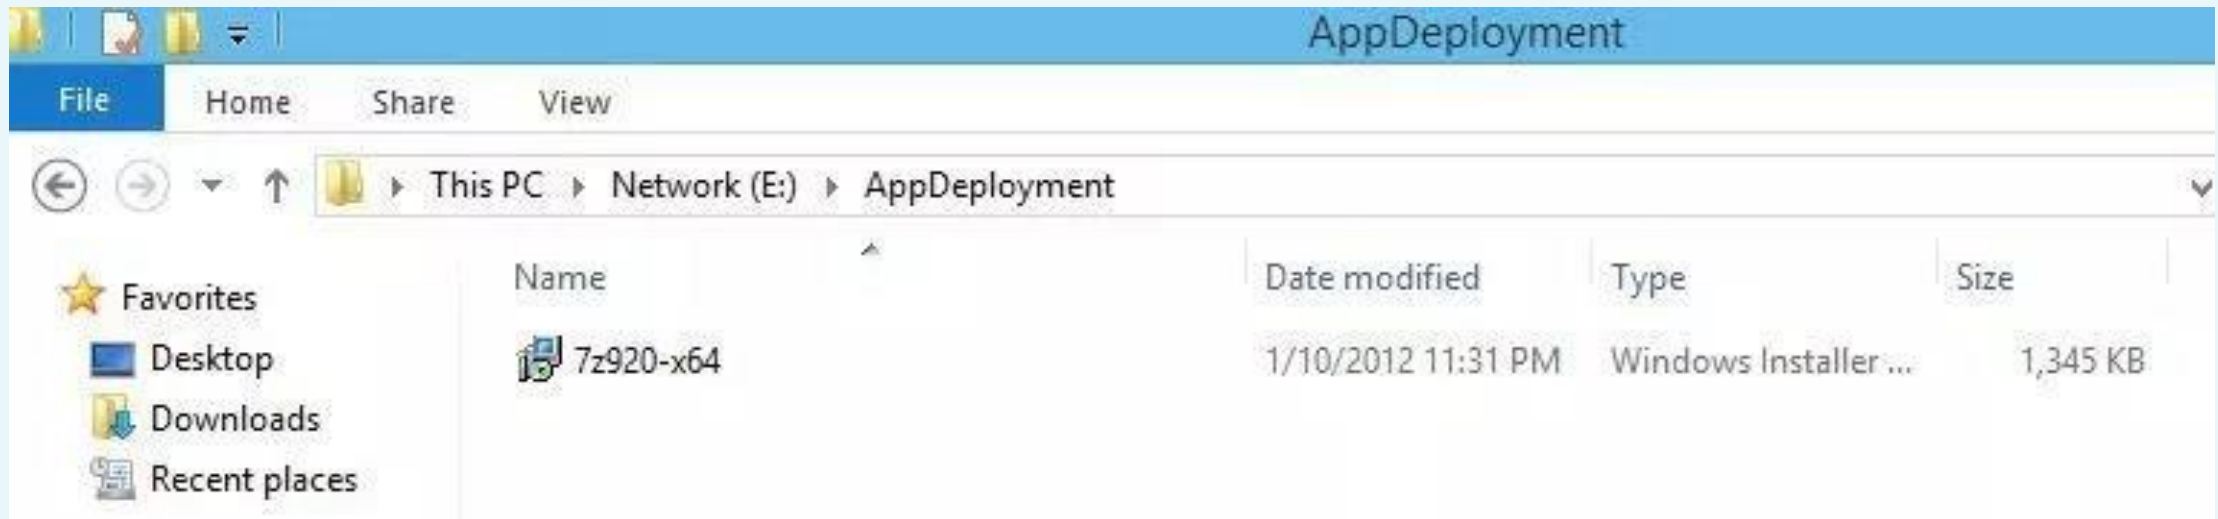 AppDeployment
File Home Share View
This PC Network (E:) AppDeployment
Name Date modified Type Size
Favorites
7z920-x64 1/10/2012 11:31 PM Windows Installer ... 1,345 KB
Desktop
Downloads
Recent places